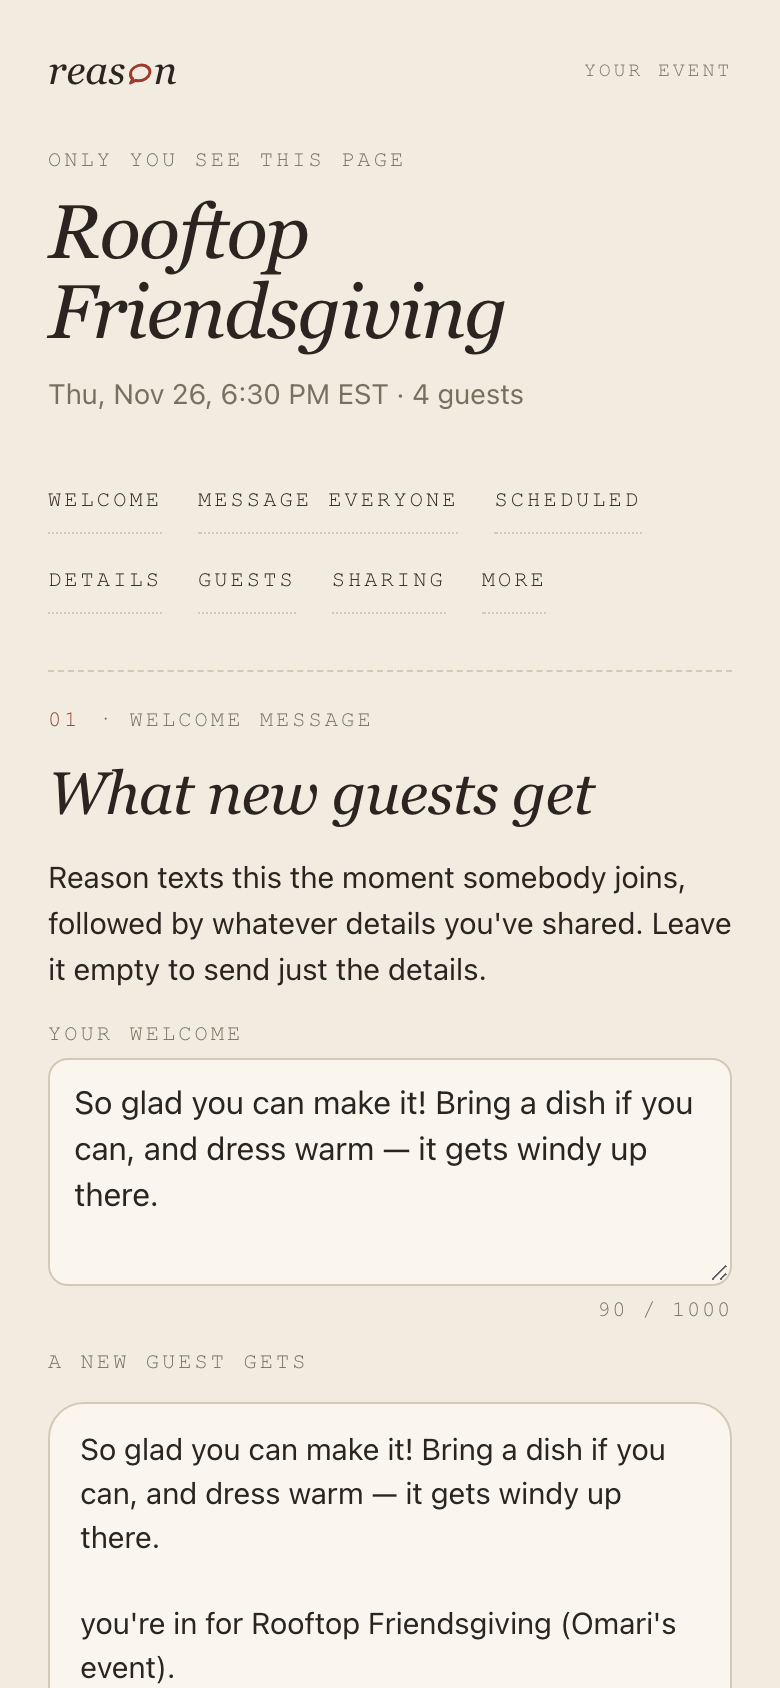 reason
YOUR EVENT
ONLY YOU SEE THIS PAGE
Rooftop
Friendsgiving
Thu, Nov 26, 6:30 PM EST · 4 guests
WELCOME MESSAGE EVERYONE SCHEDULED
DETAILS GUESTS SHARING MORE
01 · WELCOME MESSAGE
What new guests get
Reason texts this the moment somebody joins,
followed by whatever details you've shared. Leave
it empty to send just the details.
YOUR WELCOME
So glad you can make it! Bring a dish if you
can, and dress warm — it gets windy up
there.
90 / 1000
A NEW GUEST GETS
So glad you can make it! Bring a dish if you
can, and dress warm — it gets windy up
there.
you're in for Rooftop Friendsgiving (Omari's
event).